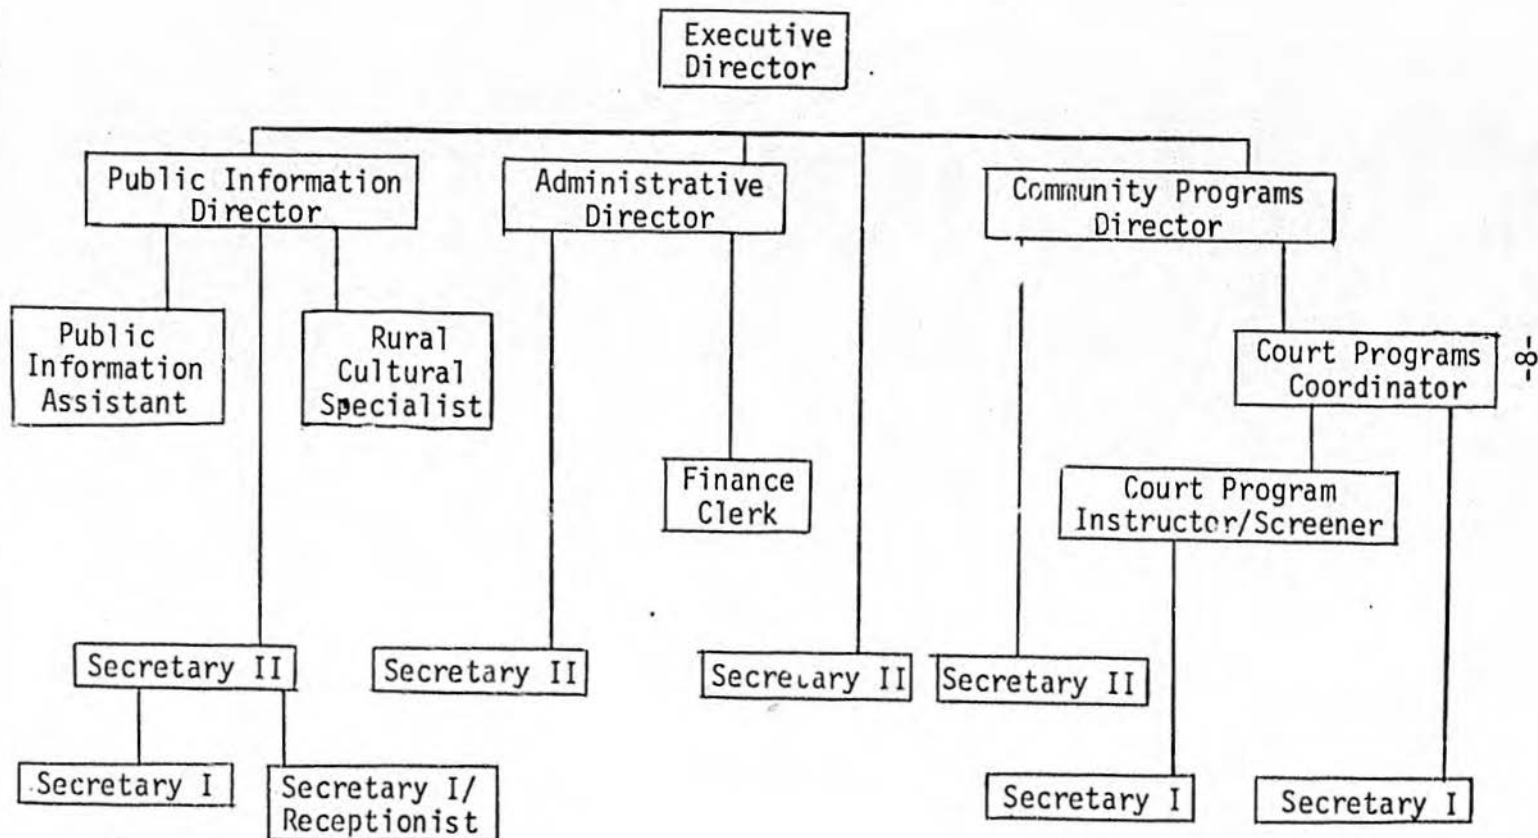 Executive
Director
Public Information
Director
Administrative
Director
Community Programs
Director
Public
Information
Assistant
Rural
Cultural
Specialist
Court Programs
Coordinator
-8-
Finance
Clerk
Court Program
Instructor/Screener
Secretary II
Secretary II
Secretary II
Secretary II
Secretary I
Secretary I/
Receptionist
Secretary I
Secretary I